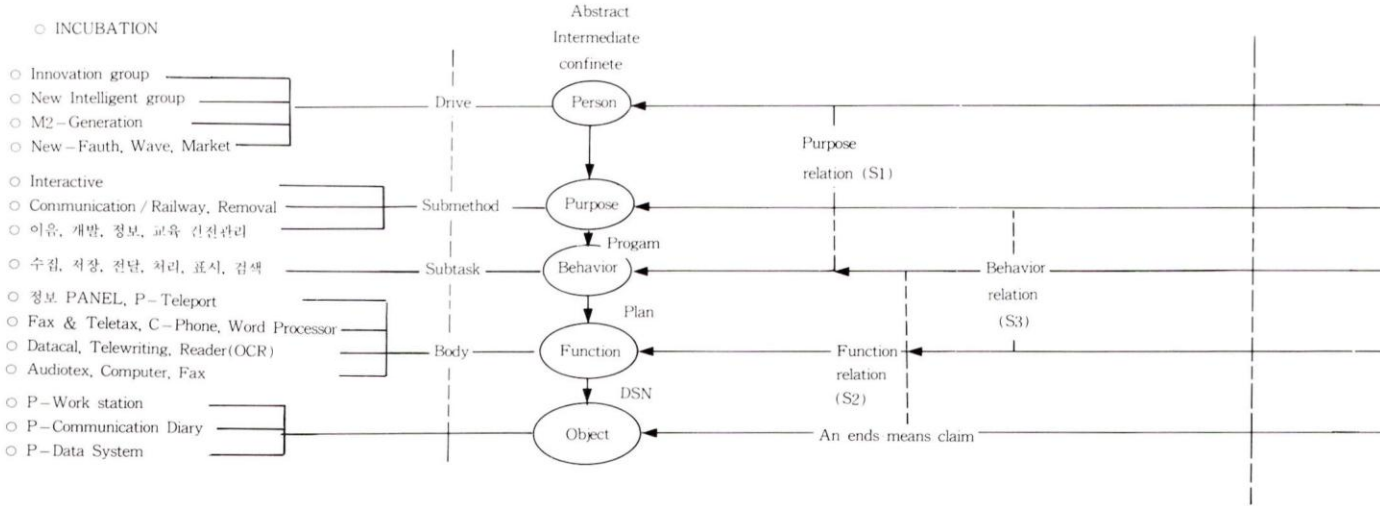 ○ INCUBATION
Abstract
Intermediate
confinete
○ Innovation group
○ New Intelligent group
○ M2-Generation
○ New-Fauth, Wave, Market
Drive
Person
Purpose
relation (S1)
○ Interactive
○ Communication / Railway, Removal
○ 이음, 개발, 정보, 교육 건전관리
Submethod
Purpose
Progam
○ 수집, 저장, 전달, 처리, 표시, 검색
Subtask
Behavior
Behavior
relation
(S3)
○ 정보 PANEL, P-Teleport
○ Fax & Teletax, C-Phone, Word Processor
○ Datacal, Telewriting, Reader(OCR)
○ Audiotex, Computer, Fax
Plan
Body
Function
Function
relation
(S2)
DSN
○ P-Work station
○ P-Communication Diary
○ P-Data System
Object
An ends means claim